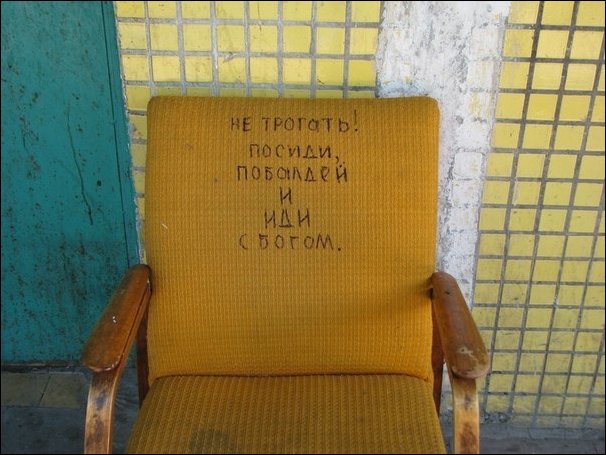 НЕ ТРОГАТЬ!
ПОСИДИ,
ПОБАЛДЕЙ
И
ИДИ
С БОГОМ.